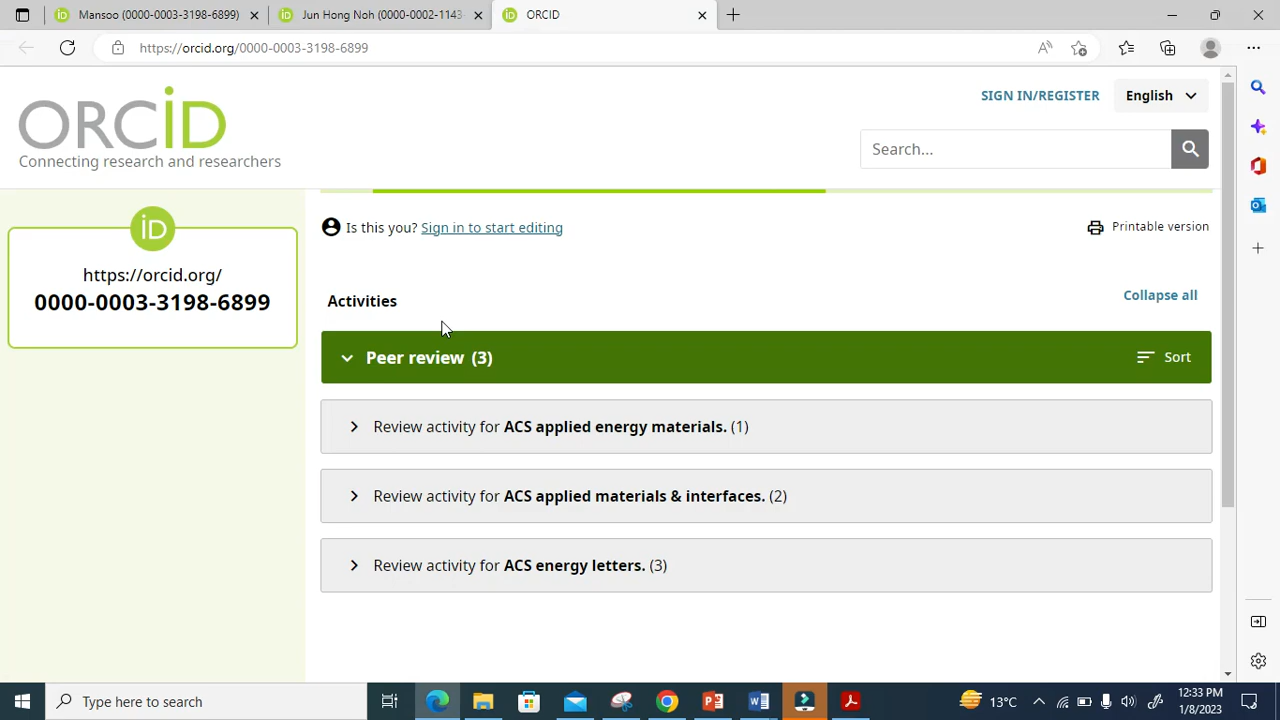 Mansoo (0000-0003-3198-6899)
Jun Hong Noh (0000-0002-1143-
ORCID
https://orcid.org/0000-0003-3198-6899
ORCID
Connecting research and researchers
SIGN IN/REGISTER
English
Search...
iD
https://orcid.org/
0000-0003-3198-6899
Is this you? Sign in to start editing
Printable version
Activities
Collapse all
Peer review (3)
Sort
Review activity for ACS applied energy materials. (1)
Review activity for ACS applied materials & interfaces. (2)
Review activity for ACS energy letters. (3)
Type here to search
13°C
12:33 PM
1/8/2023